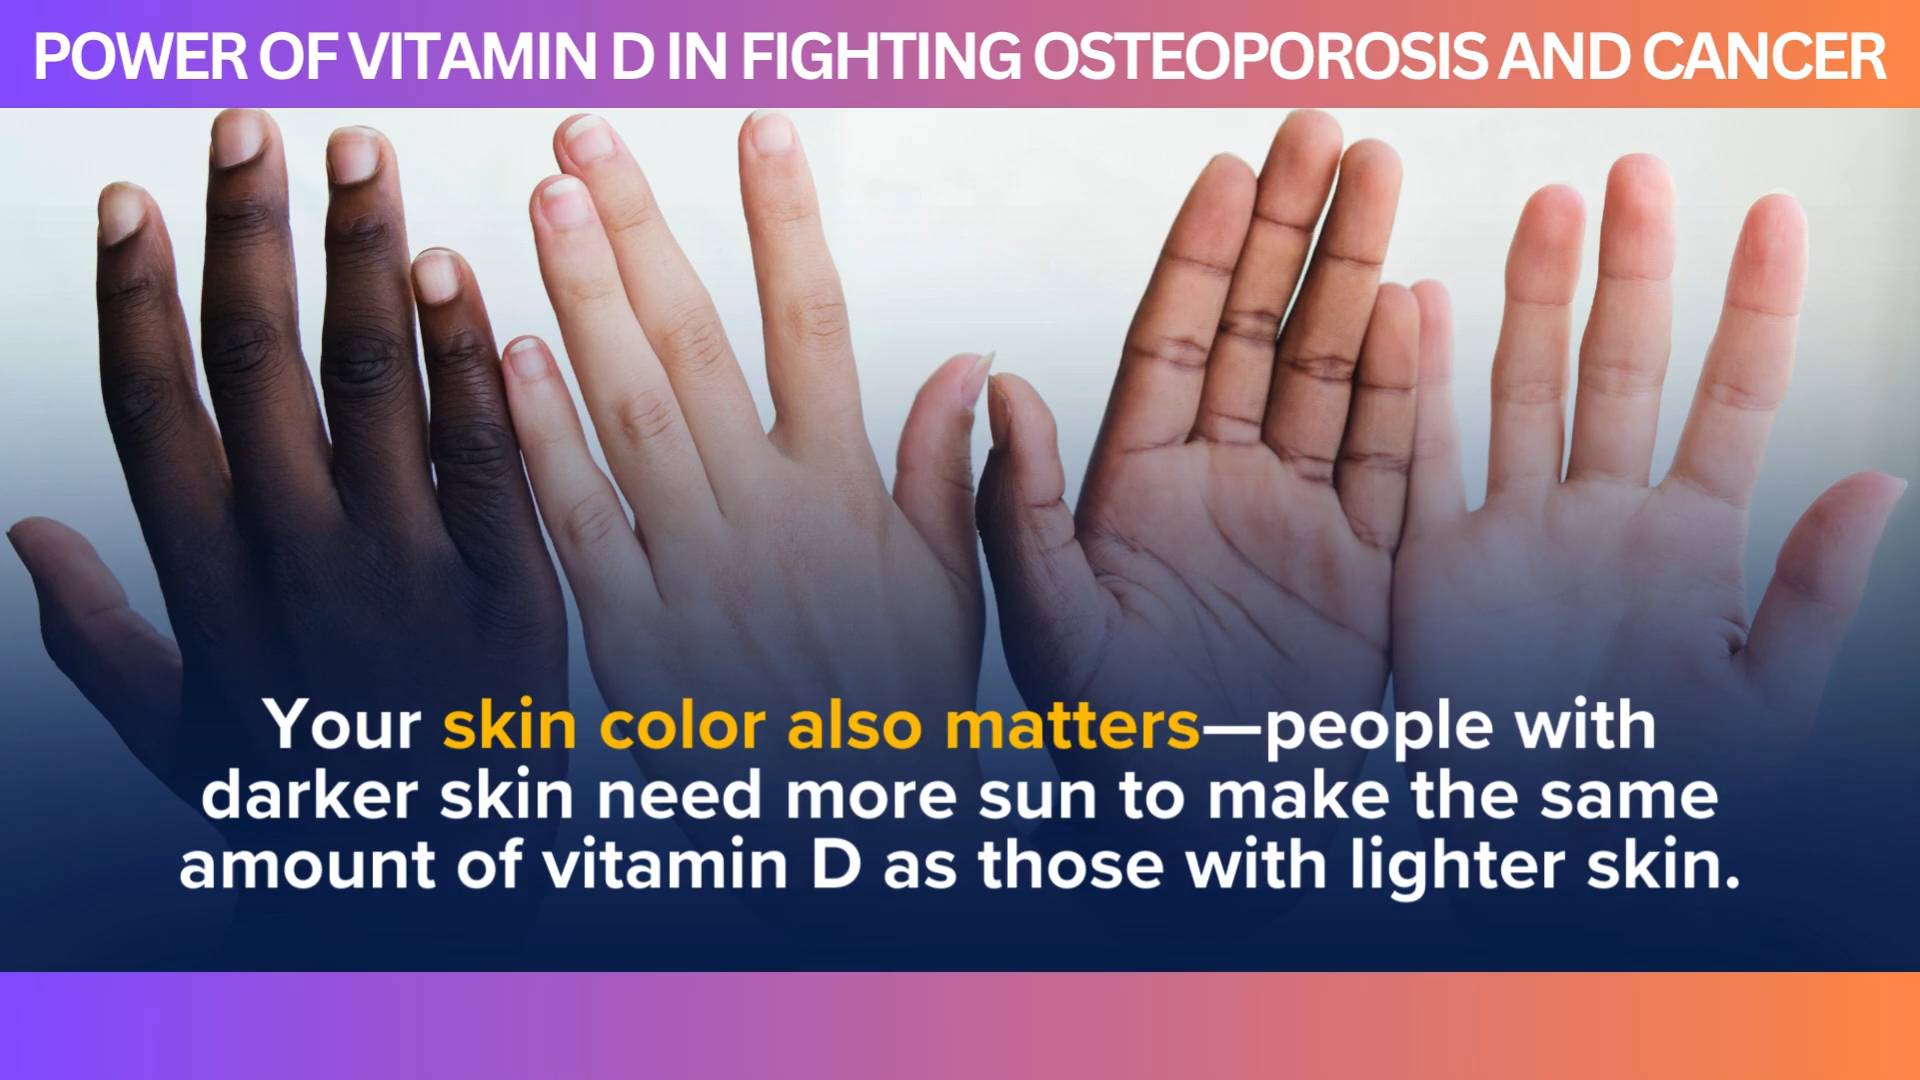 POWER OF VITAMIN D IN FIGHTING OSTEOPOROSIS AND CANCER
Your skin color also matters—people with
darker skin need more sun to make the same
amount of vitamin D as those with lighter skin.